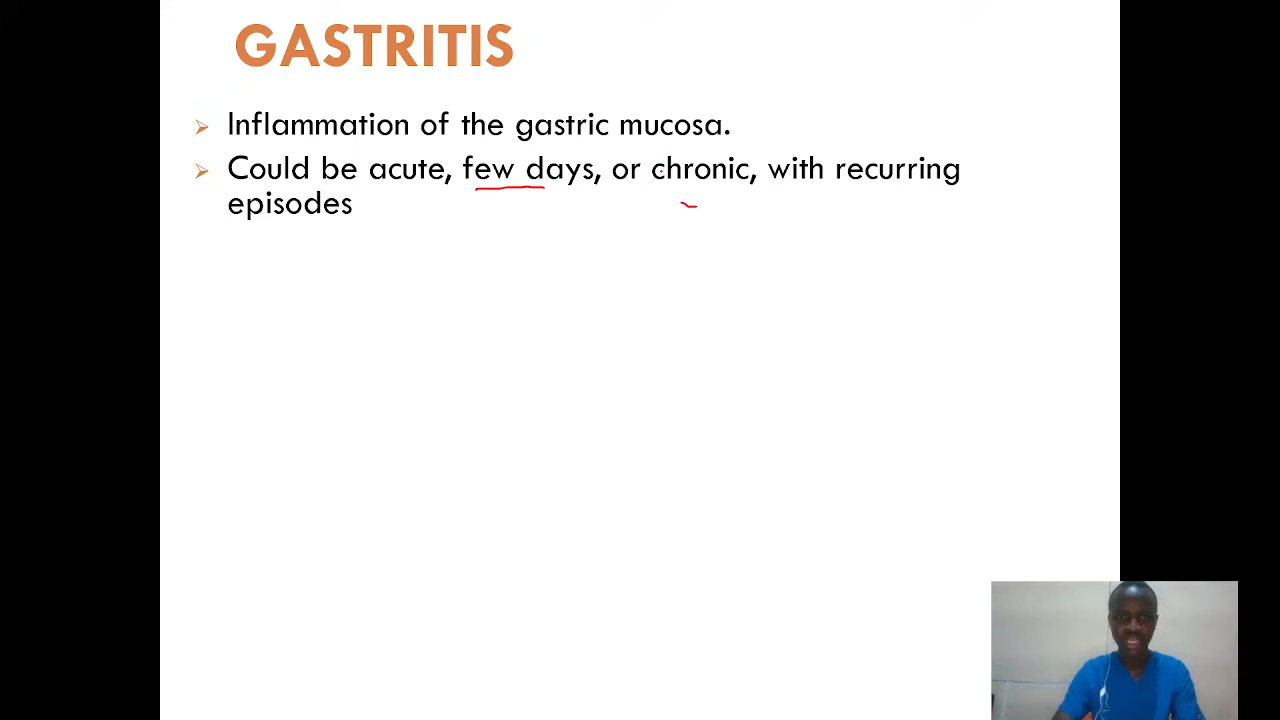 GASTRITIS
Inflammation of the gastric mucosa.
Could be acute, few days, or chronic, with recurring
episodes